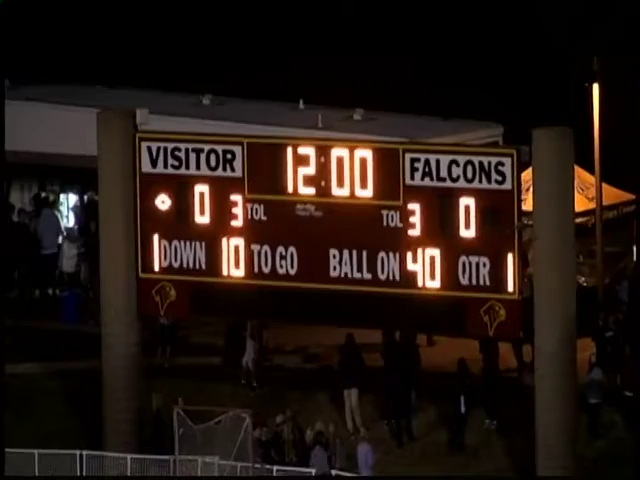 VISITOR 12:00 FALCONS
0 3 TOL TOL 3 0
1 DOWN 10 TO GO BALL ON 40 QTR 1